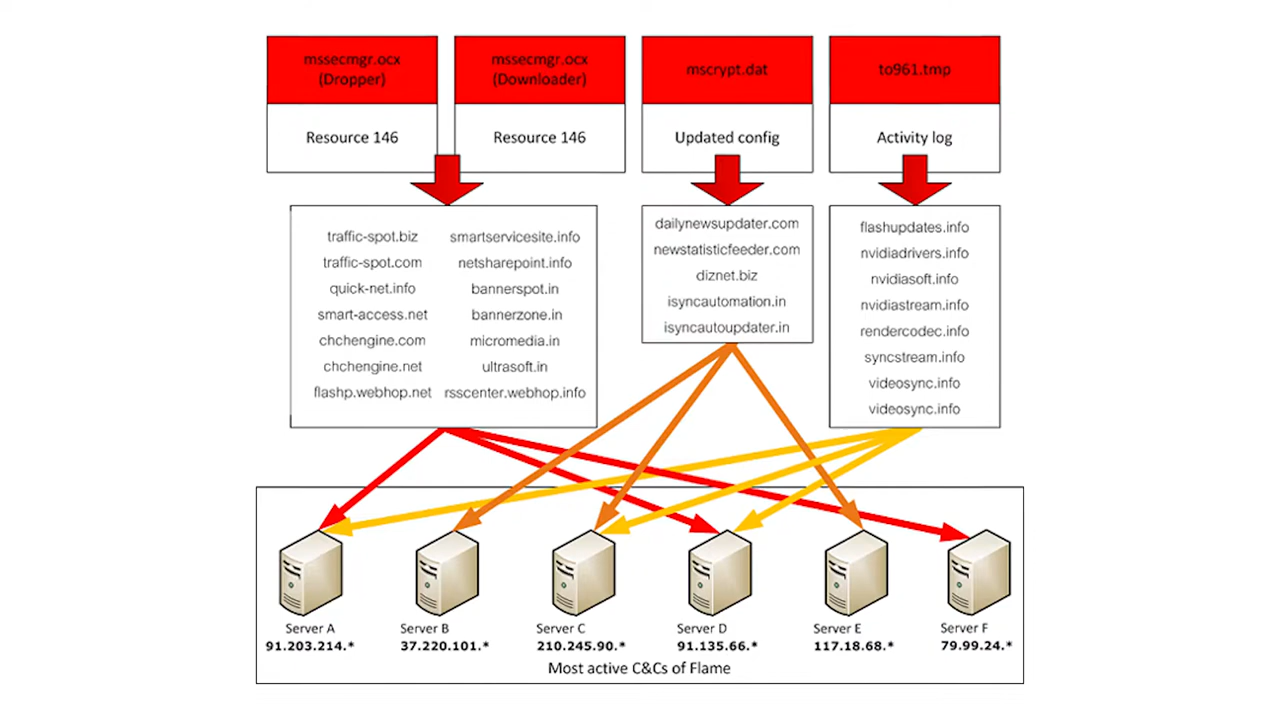 mssecmgr.ocx
(Dropper)
mssecmgr.ocx
(Downloader)
mscrypt.dat
to961.tmp
Resource 146
Resource 146
Updated config
Activity log
traffic-spot.biz
traffic-spot.com
quick-net.info
smart-access.net
chchengine.com
chchengine.net
flashp.webhop.net
smartservicesite.info
netsharepoint.info
bannerspot.in
bannerzone.in
micromedia.in
ultrasoft.in
rsscenter.webhop.info
dailynewsupdater.com
newstatisticfeeder.com
diznet.biz
isyncautomation.in
isyncautoupdater.in
flashupdates.info
nvidiadrivers.info
nvidiasoft.info
nvidiastream.info
rendercodec.info
syncstream.info
videosync.info
videosync.info
Server A
91.203.214.*
Server B
37.220.101.*
Server C
210.245.90.*
Server D
91.135.66.*
Server E
117.18.68.*
Server F
79.99.24.*
Most active C&Cs of Flame